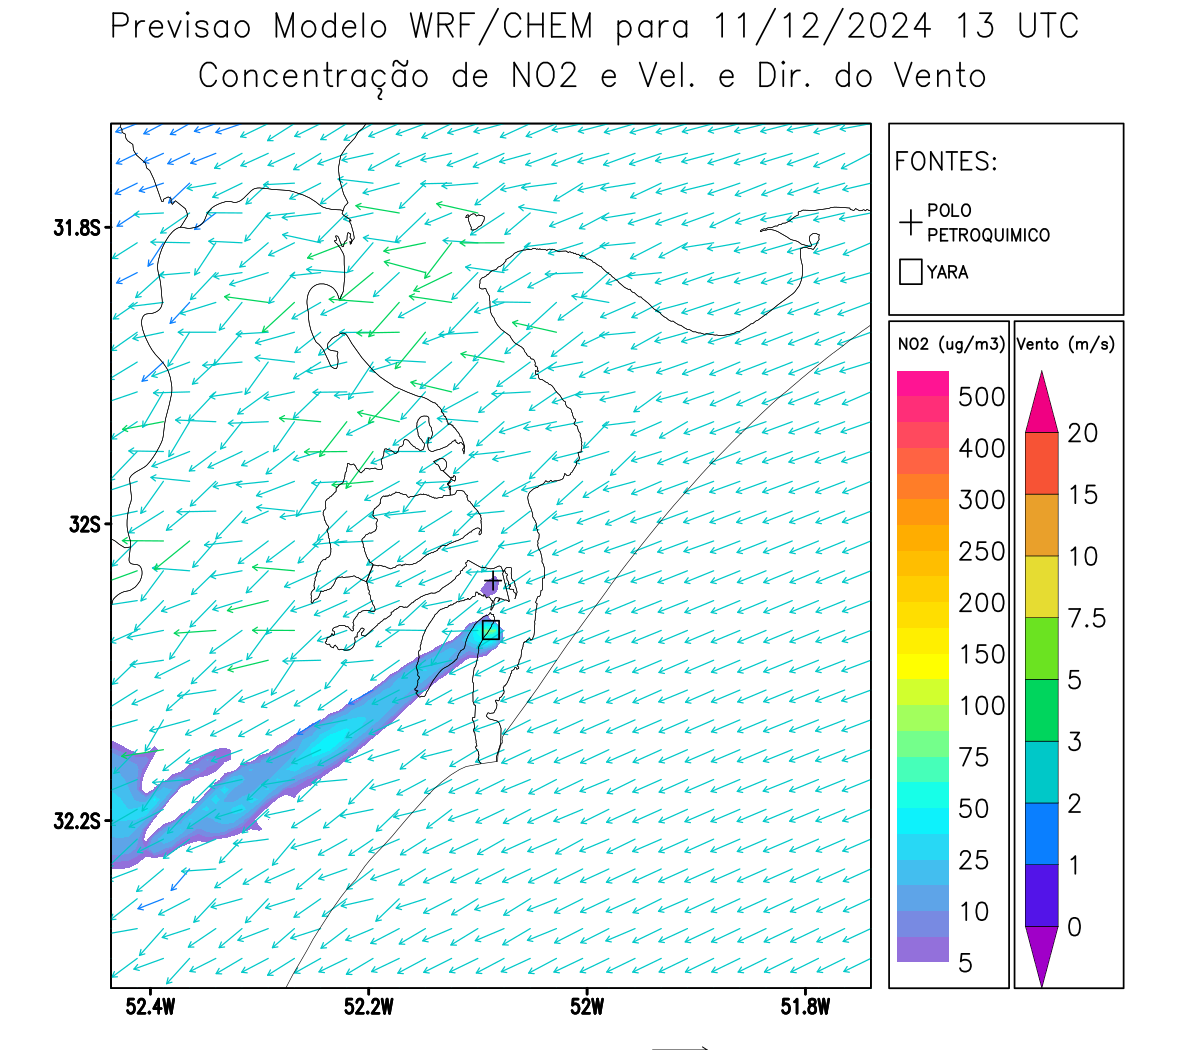 Previsao Modelo WRF/CHEM para 11/12/2024 13 UTC
Concentração de NO2 e Vel. e Dir. do Vento
FONTES:
POLO
PETROQUIMICO
YARA
NO2 (ug/m3)
500
400
300
250
200
150
100
75
50
25
10
5
Vento (m/s)
20
15
10
7.5
5
3
2
1
0
31.8S
32S
32.2S
52.4W
52.2W
52W
51.8W